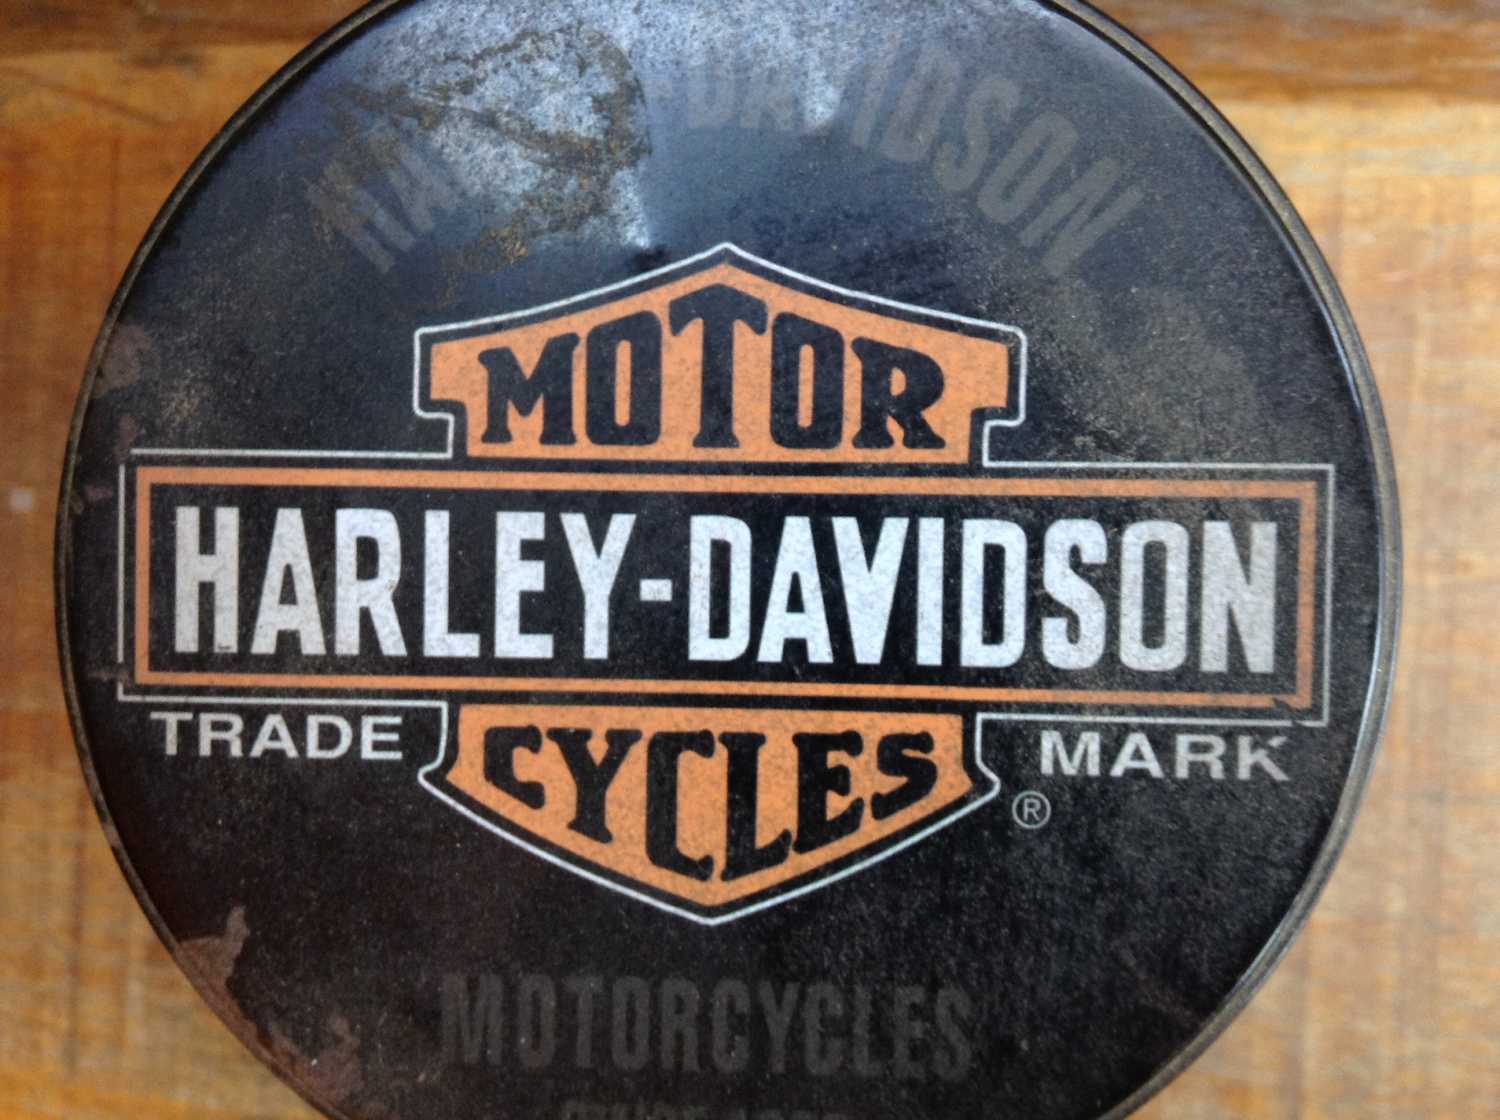 HARLEY-DAVIDSON
MOTOR
HARLEY-DAVIDSON
TRADE MARK
CYCLES
®
MOTORCYCLES